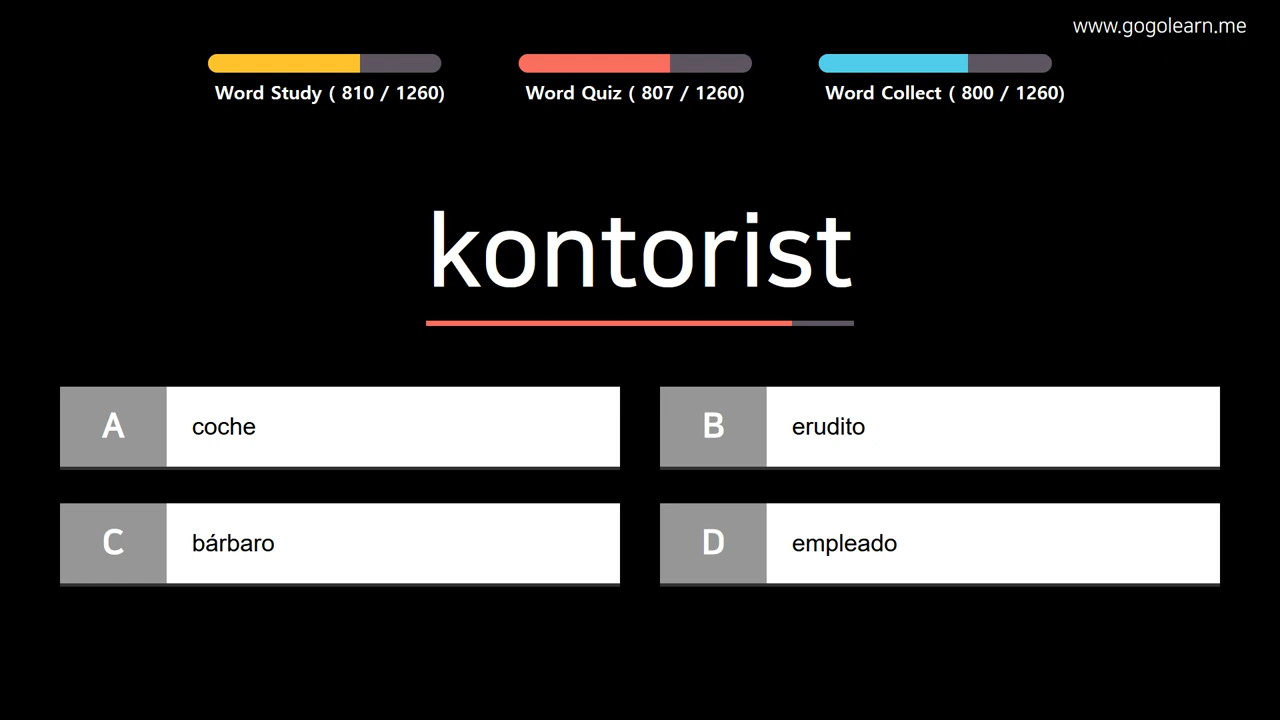 www.gogolearn.me
Word Study ( 810 / 1260)
Word Quiz ( 807 / 1260)
Word Collect ( 800 / 1260)
kontorist
A coche
B erudito
C bárbaro
D empleado